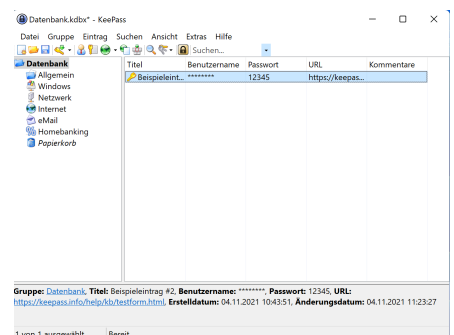 Datenbank.kdbx* - KeePass
Datei Gruppe Eintrag Suchen Ansicht Extras Hilfe
Suchen...
Datenbank
Allgemein
Windows
Netzwerk
Internet
eMail
Homebanking
Papierkorb
Titel Benutzername Passwort URL Kommentare
Beispieleint... ******** 12345 https://keepas...
Gruppe: Datenbank, Titel: Beispieleintrag #2, Benutzername: ********, Passwort: 12345, URL:
https://keepass.info/help/kb/testform.html, Erstelldatum: 04.11.2021 10:43:51, Änderungsdatum: 04.11.2021 11:23:27
1 von 1 ausgewählt Bereit